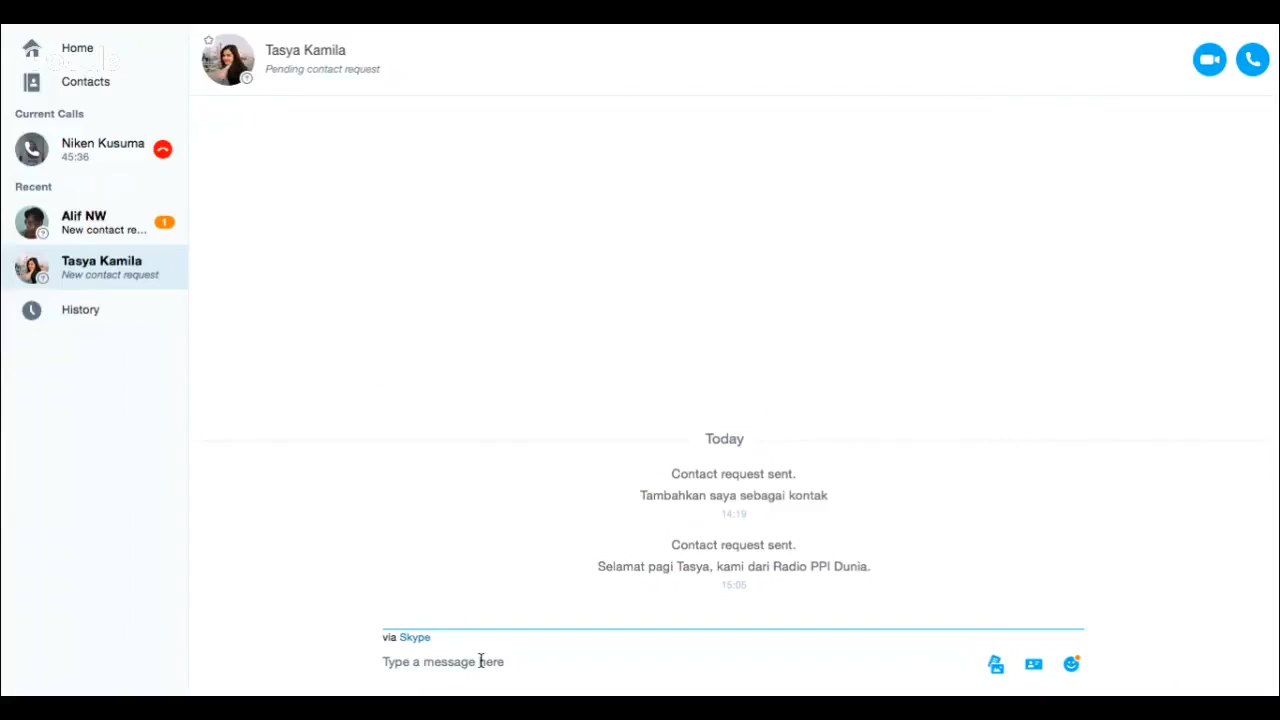 Home
Contacts
Current Calls
Niken Kusuma
45:36
Recent
Alif NW
New contact re...
1
Tasya Kamila
New contact request
History
Tasya Kamila
Pending contact request
Today
Contact request sent.
Tambahkan saya sebagai kontak
14:19
Contact request sent.
Selamat pagi Tasya, kami dari Radio PPI Dunia.
15:05
via Skype
Type a message here